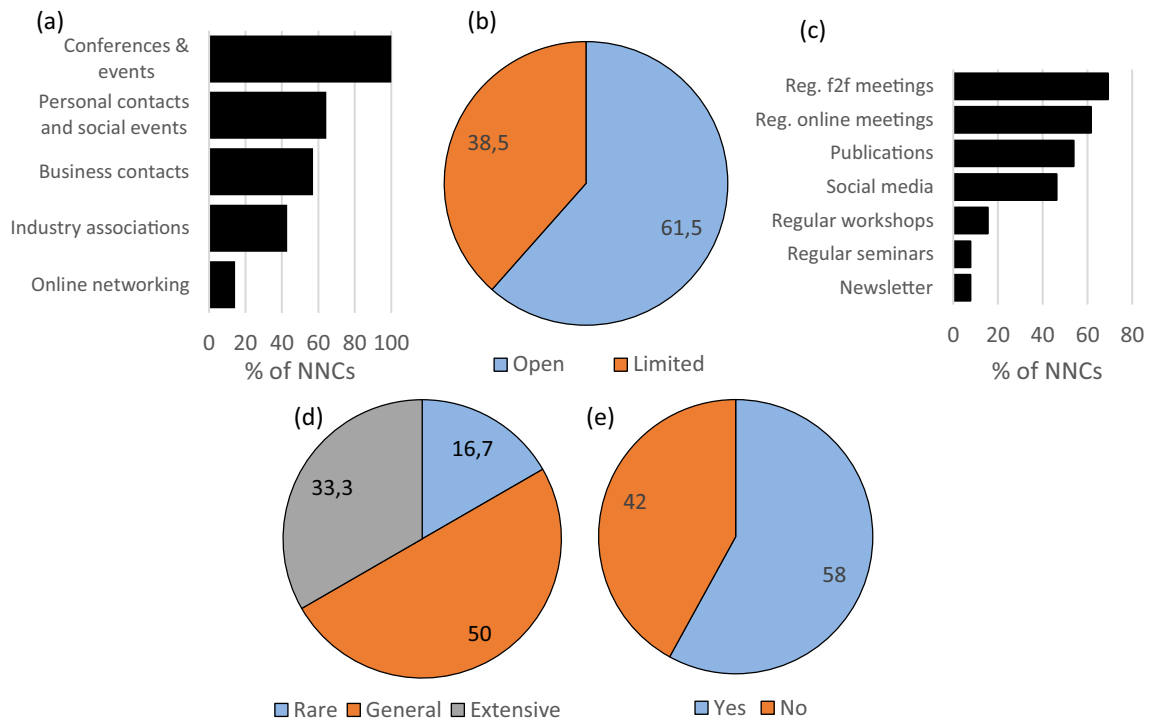 (a)
Conferences &
events
Personal contacts
and social events
Business contacts
Industry associations
Online networking
0 20 40 60 80 100
% of NNCs
(b)
38,5
61,5
Open Limited
(c)
Reg. f2f meetings
Reg. online meetings
Publications
Social media
Regular workshops
Regular seminars
Newsletter
0 20 40 60 80
% of NNCs
(d)
16,7
33,3
50
Rare General Extensive
(e)
42
58
Yes No